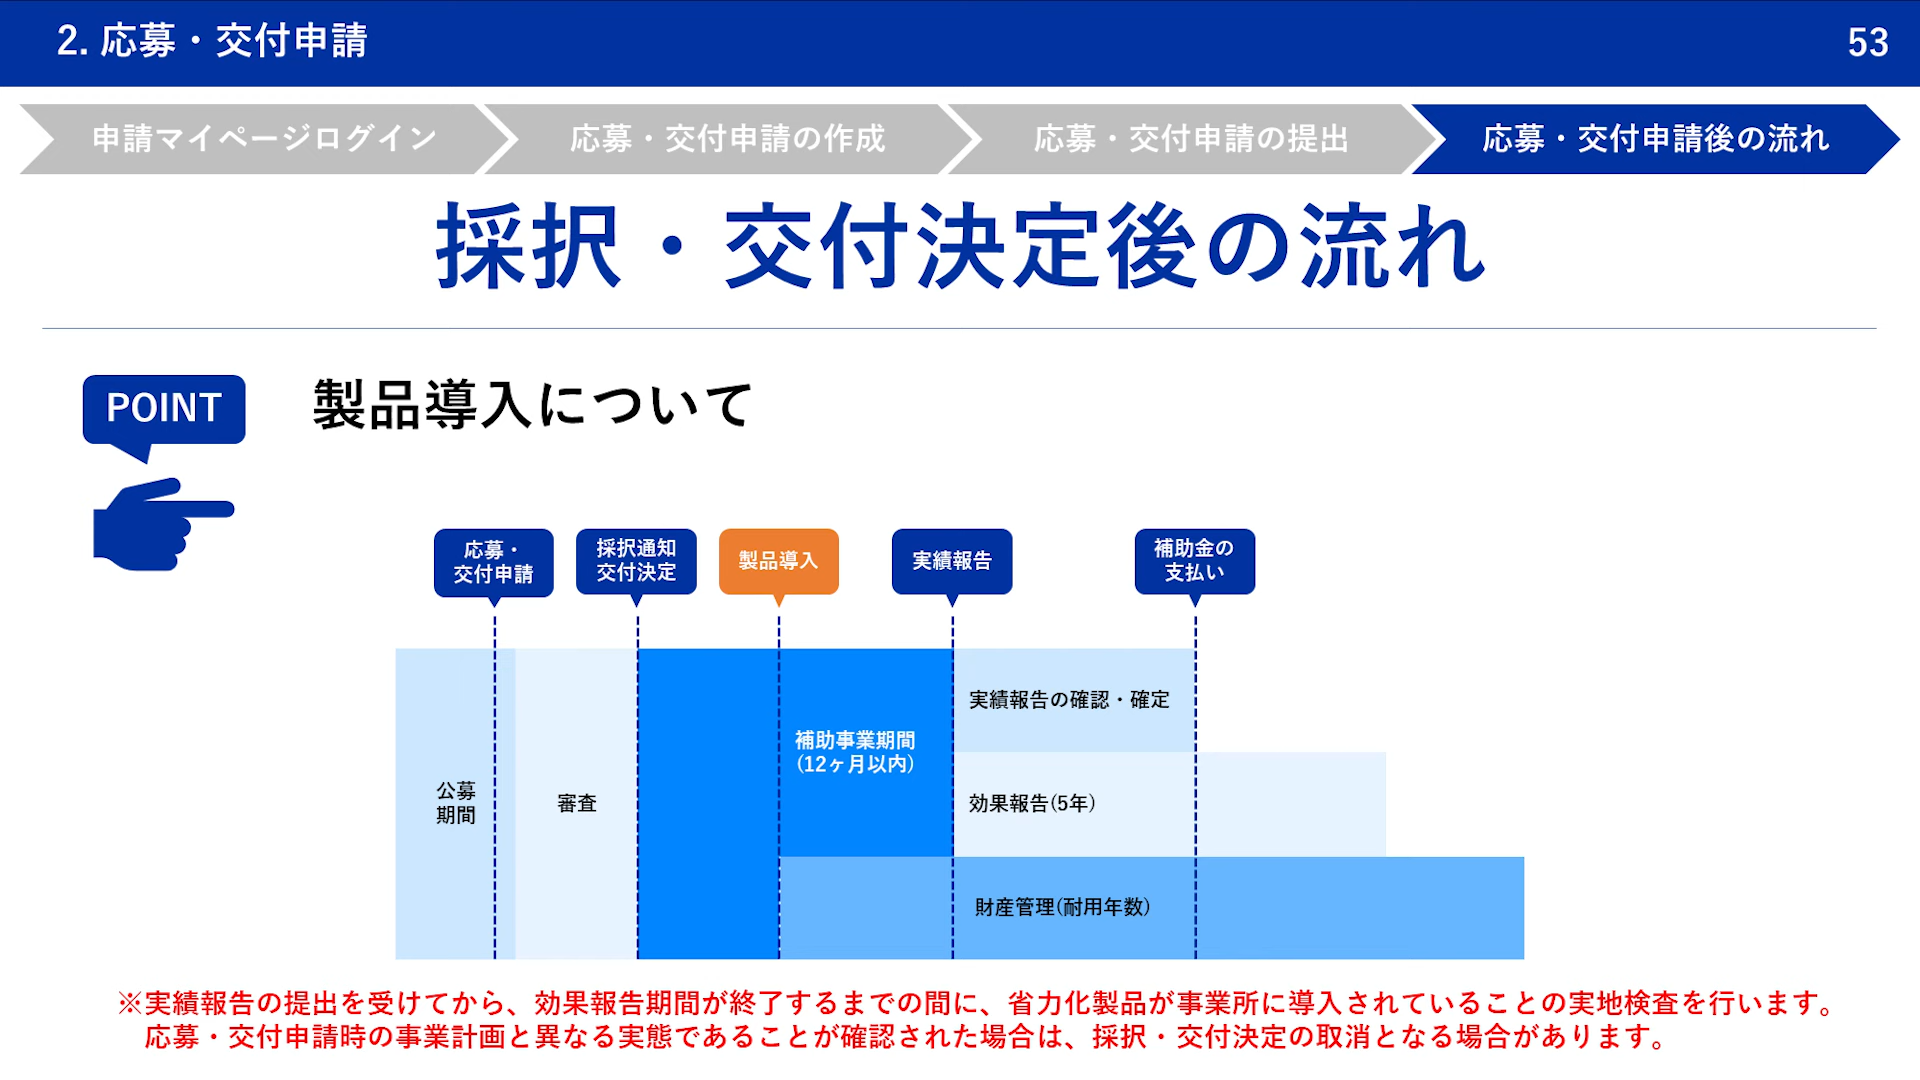 2. 応募・交付申請
53
申請マイページログイン
応募・交付申請の作成
応募・交付申請の提出
応募・交付申請後の流れ
採択・交付決定後の流れ
POINT
製品導入について
応募・
交付申請
採択通知
交付決定
製品導入
実績報告
補助金の
支払い
公募
期間
審査
補助事業期間
(12ヶ月以内)
実績報告の確認・確定
効果報告(5年)
財産管理(耐用年数)
※実績報告の提出を受けてから、効果報告期間が終了するまでの間に、省力化製品が事業所に導入されていることの実地検査を行います。
応募・交付申請時の事業計画と異なる実態であることが確認された場合は、採択・交付決定の取消となる場合があります。